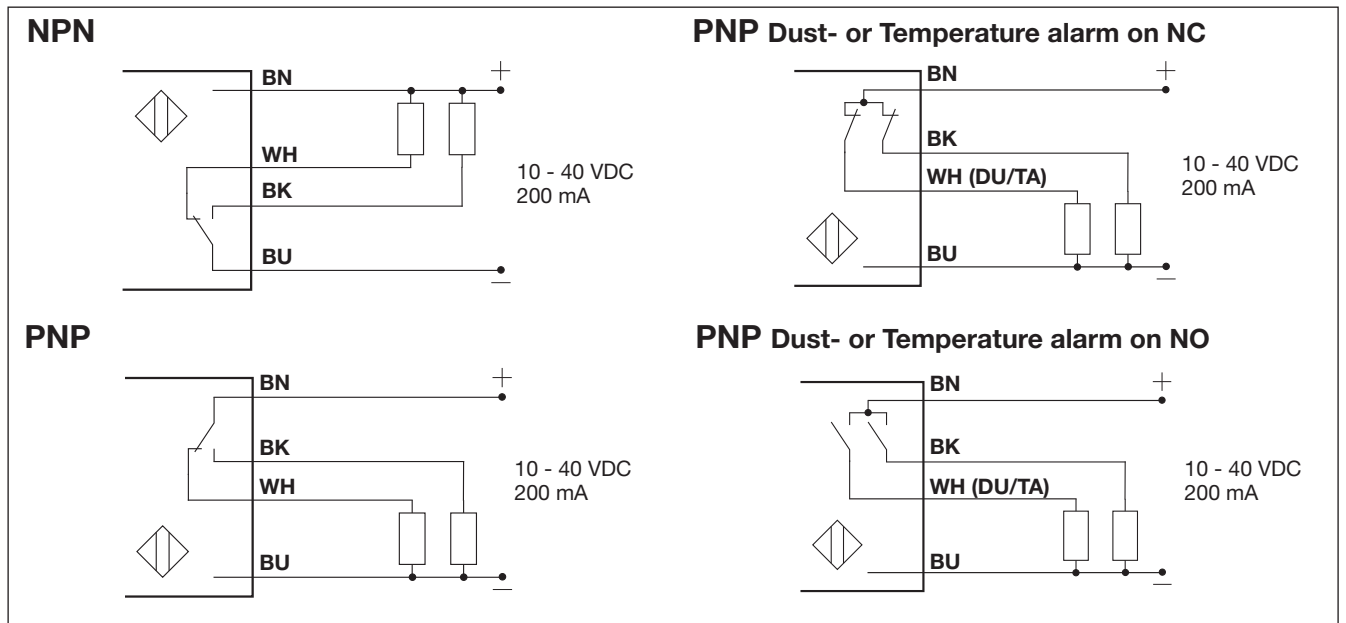 NPN
BN
+
WH
BK
BU
−
10 - 40 VDC
200 mA
PNP Dust- or Temperature alarm on NC
BN
+
BK
WH (DU/TA)
BU
−
10 - 40 VDC
200 mA
PNP
BN
+
BK
WH
BU
−
10 - 40 VDC
200 mA
PNP Dust- or Temperature alarm on NO
BN
+
BK
WH (DU/TA)
BU
−
10 - 40 VDC
200 mA